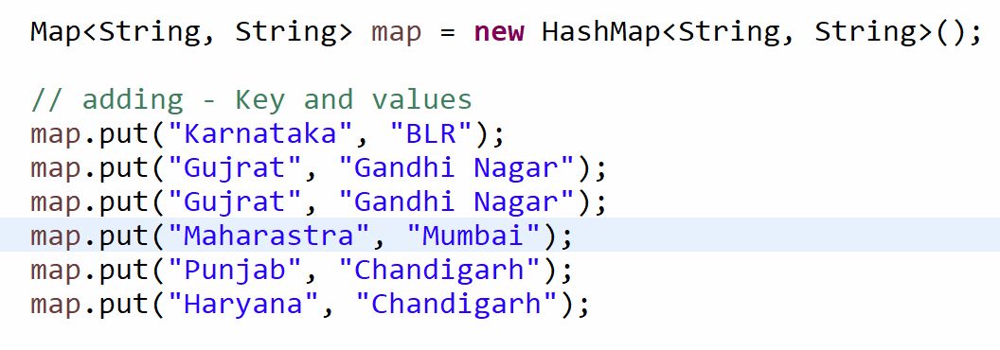 Map<String, String> map = new HashMap<String, String>();
// adding - Key and values
map.put("Karnataka", "BLR");
map.put("Gujrat", "Gandhi Nagar");
map.put("Gujrat", "Gandhi Nagar");
map.put("Maharastra", "Mumbai");
map.put("Punjab", "Chandigarh");
map.put("Haryana", "Chandigarh");